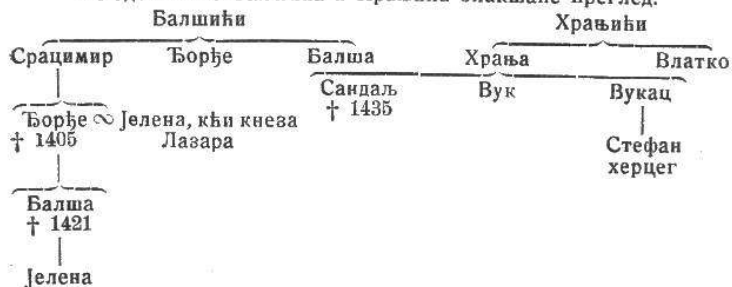 Балшићи
Храњићи
Срацимир Ђорђе Балша Храња Влатко
Сандаљ Вук Вукац
† 1435
Ђорђе ∞ Јелена, кћи кнеза
† 1405 Лазара
Стефан
херцег
Балша
† 1421
Јелена